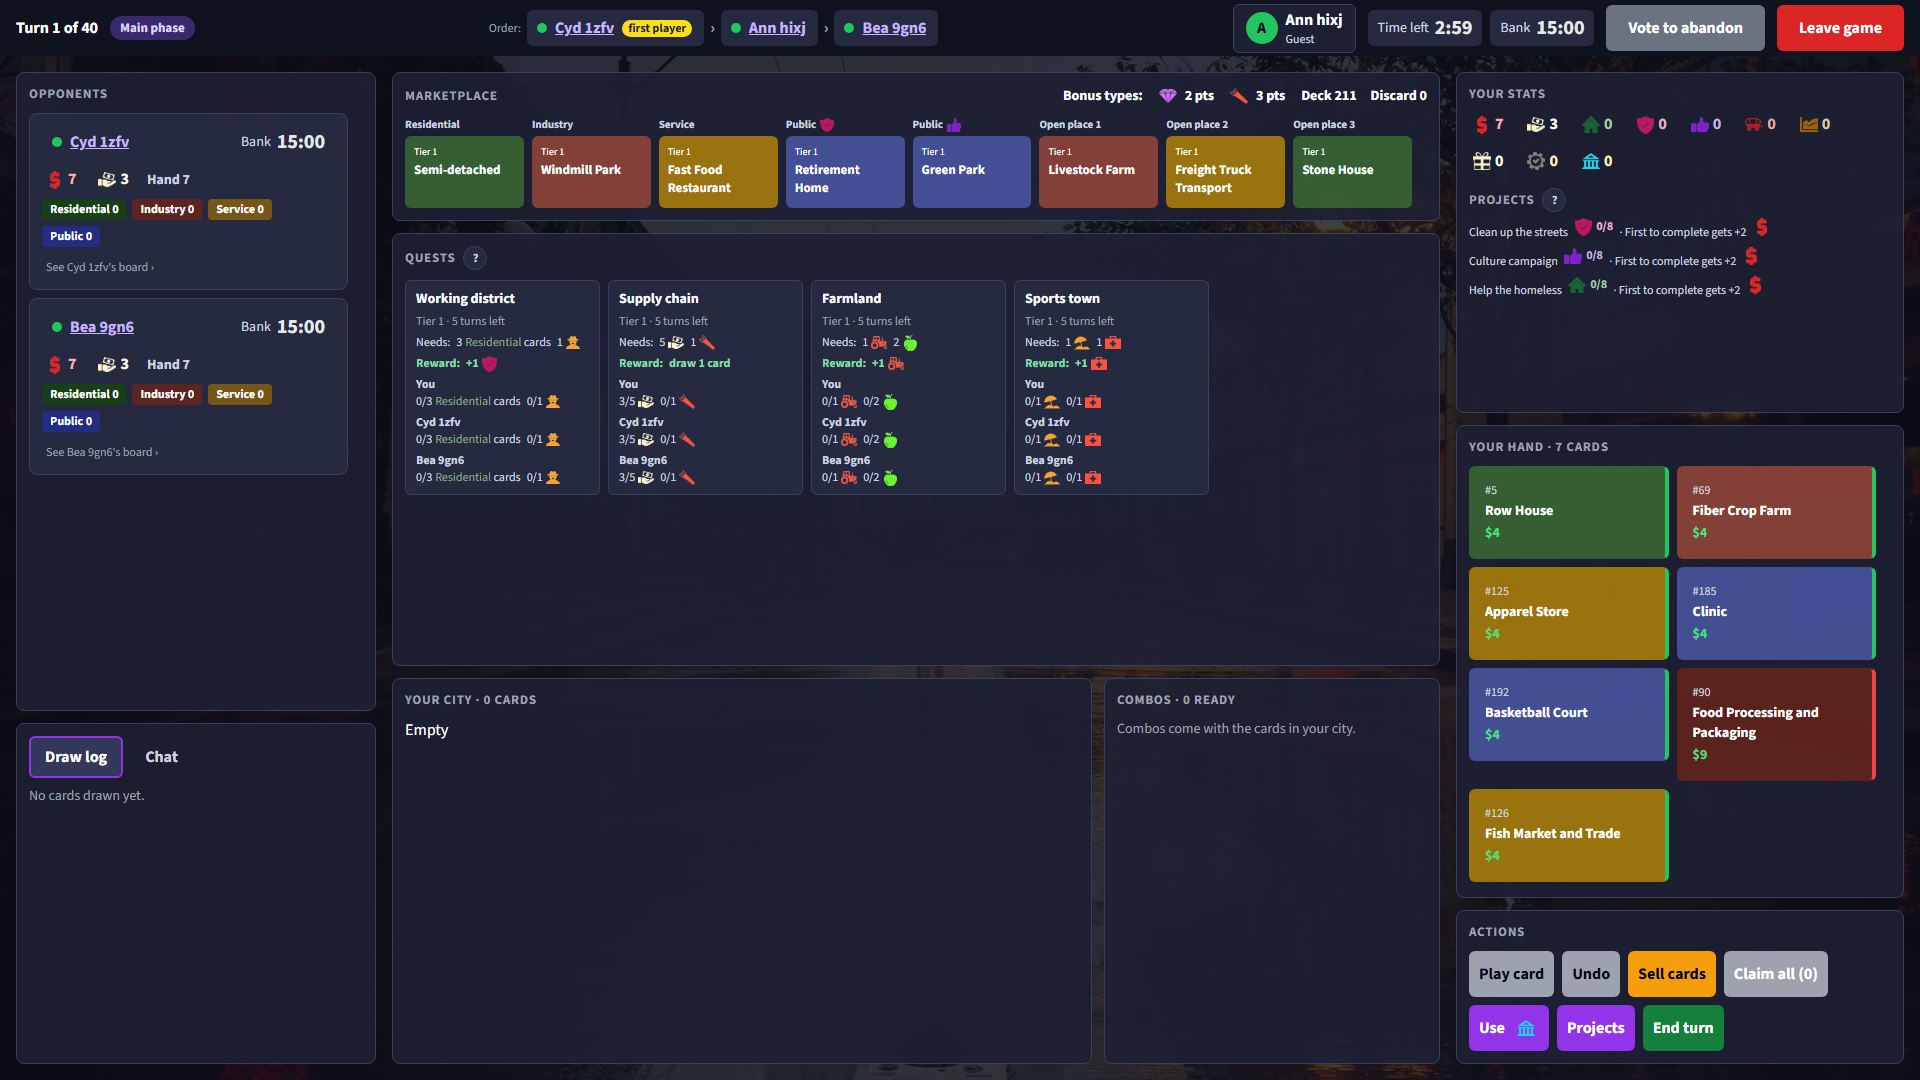 Turn 1 of 40 Main phase
Order: Cyd 1zfv first player › Ann hixj › Bea 9gn6
A Ann hixj
Guest
Time left 2:59
Bank 15:00
Vote to abandon
Leave game
OPPONENTS
Cyd 1zfv Bank 15:00
7 3 Hand 7
Residential 0 Industry 0 Service 0
Public 0
See Cyd 1zfv's board ›
Bea 9gn6 Bank 15:00
7 3 Hand 7
Residential 0 Industry 0 Service 0
Public 0
See Bea 9gn6's board ›
Draw log Chat
No cards drawn yet.
MARKETPLACE
Bonus types: 2 pts 3 pts Deck 211 Discard 0
Residential
Tier 1
Semi-detached
Industry
Tier 1
Windmill Park
Service
Tier 1
Fast Food
Restaurant
Public
Tier 1
Retirement
Home
Public
Tier 1
Green Park
Open place 1
Tier 1
Livestock Farm
Open place 2
Tier 1
Freight Truck
Transport
Open place 3
Tier 1
Stone House
QUESTS ?
Working district
Tier 1 · 5 turns left
Needs: 3 Residential cards 1
Reward: +1
You
0/3 Residential cards 0/1
Cyd 1zfv
0/3 Residential cards 0/1
Bea 9gn6
0/3 Residential cards 0/1
Supply chain
Tier 1 · 5 turns left
Needs: 5 1
Reward: draw 1 card
You
3/5 0/1
Cyd 1zfv
3/5 0/1
Bea 9gn6
3/5 0/1
Farmland
Tier 1 · 5 turns left
Needs: 1 2
Reward: +1
You
0/1 0/2
Cyd 1zfv
0/1 0/2
Bea 9gn6
0/1 0/2
Sports town
Tier 1 · 5 turns left
Needs: 1 1
Reward: +1
You
0/1 0/1
Cyd 1zfv
0/1 0/1
Bea 9gn6
0/1 0/1
YOUR CITY · 0 CARDS
Empty
COMBOS · 0 READY
Combos come with the cards in your city.
YOUR STATS
7 3 0 0 0 0 0
0 0 0
PROJECTS ?
Clean up the streets 0/8 · First to complete gets +2
Culture campaign 0/8 · First to complete gets +2
Help the homeless 0/8 · First to complete gets +2
YOUR HAND · 7 CARDS
#5
Row House
$4
#69
Fiber Crop Farm
$4
#125
Apparel Store
$4
#185
Clinic
$4
#192
Basketball Court
$4
#90
Food Processing and
Packaging
$9
#126
Fish Market and Trade
$4
ACTIONS
Play card Undo Sell cards Claim all (0)
Use Projects End turn